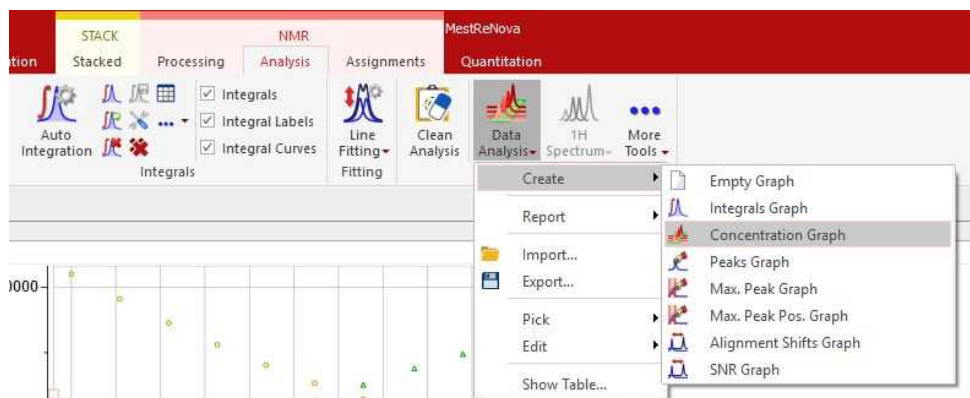 MestReNova
STACK NMR
tion Stacked Processing Analysis Assignments Quantitation
Auto Integration
Integrals
Integral Labels
Integral Curves
Integrals
Line Fitting
Fitting
Clean Analysis
Data Analysis
1H Spectrum
More Tools
Create
Report
Import...
Export...
Pick
Edit
Show Table...
Empty Graph
Integrals Graph
Concentration Graph
Peaks Graph
Max. Peak Graph
Max. Peak Pos. Graph
Alignment Shifts Graph
SNR Graph
0000